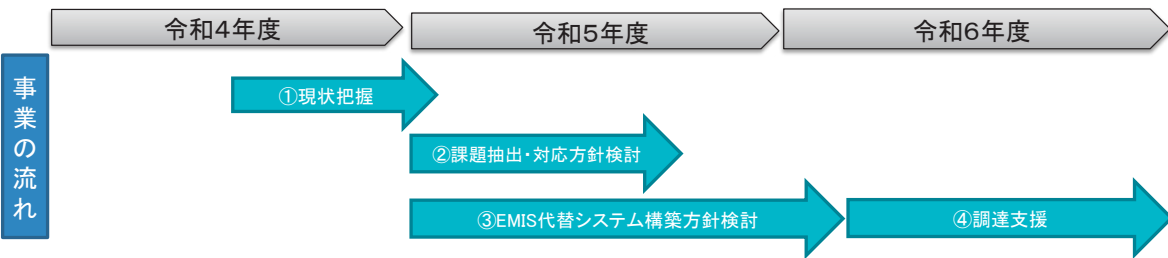 令和4年度
令和5年度
令和6年度
事業の流れ
①現状把握
②課題抽出・対応方針検討
③EMIS代替システム構築方針検討
④調達支援